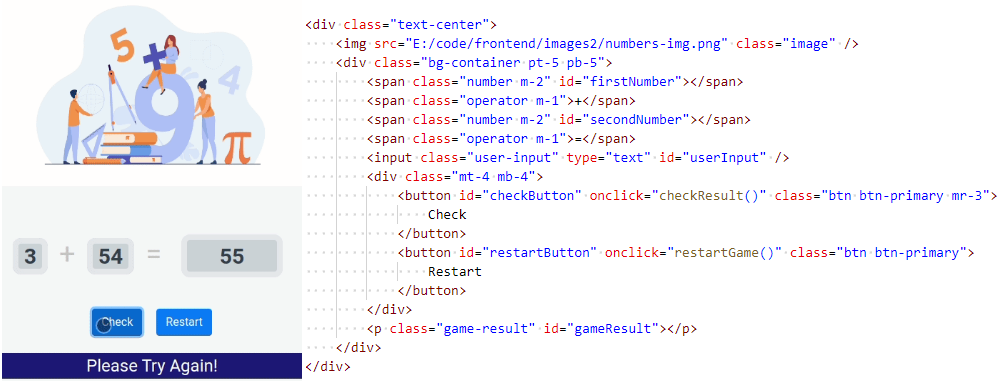 5
+
4
9
π
3 + 54 = 55
Check Restart
Please Try Again!
<div class="text-center">
<img src="E:/code/frontend/images2/numbers-img.png" class="image" />
<div class="bg-container pt-5 pb-5">
<span class="number m-2" id="firstNumber"></span>
<span class="operator m-1">+</span>
<span class="number m-2" id="secondNumber"></span>
<span class="operator m-1">=</span>
<input class="user-input" type="text" id="userInput" />
<div class="mt-4 mb-4">
<button id="checkButton" onclick="checkResult()" class="btn btn-primary mr-3">
Check
</button>
<button id="restartButton" onclick="restartGame()" class="btn btn-primary">
Restart
</button>
</div>
<p class="game-result" id="gameResult"></p>
</div>
</div>